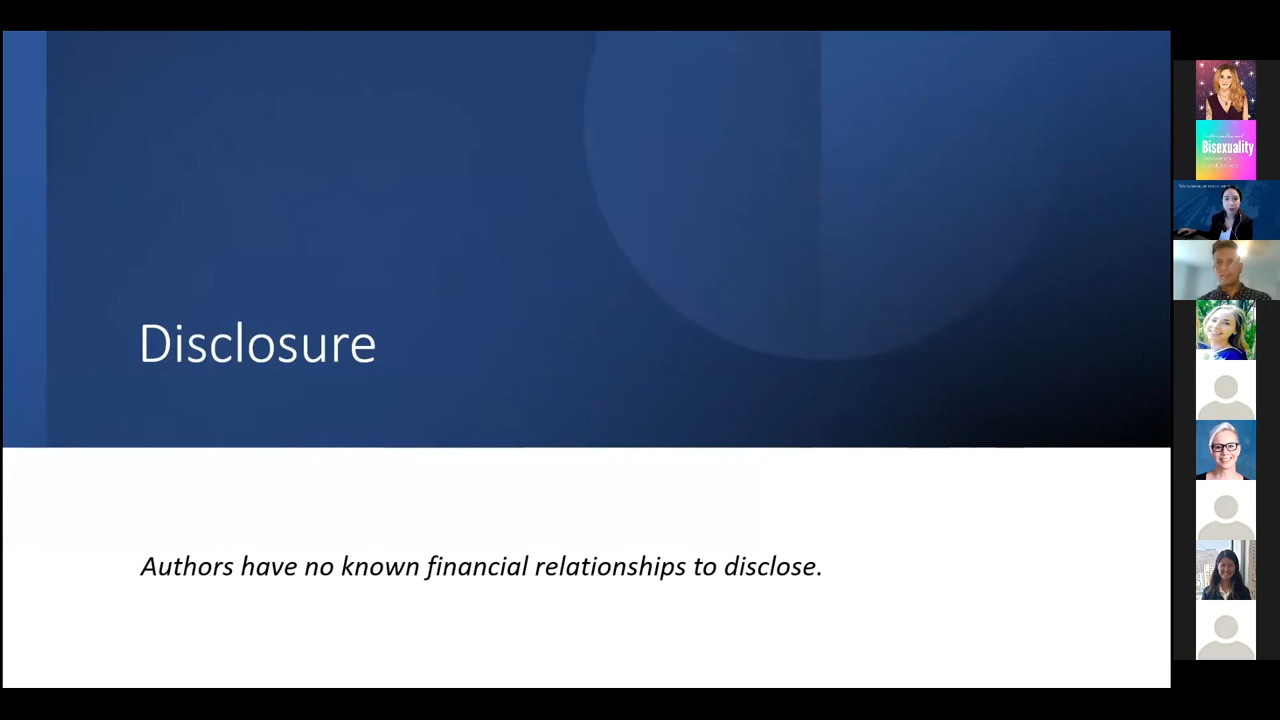 Disclosure
Authors have no known financial relationships to disclose.
Bisexuality